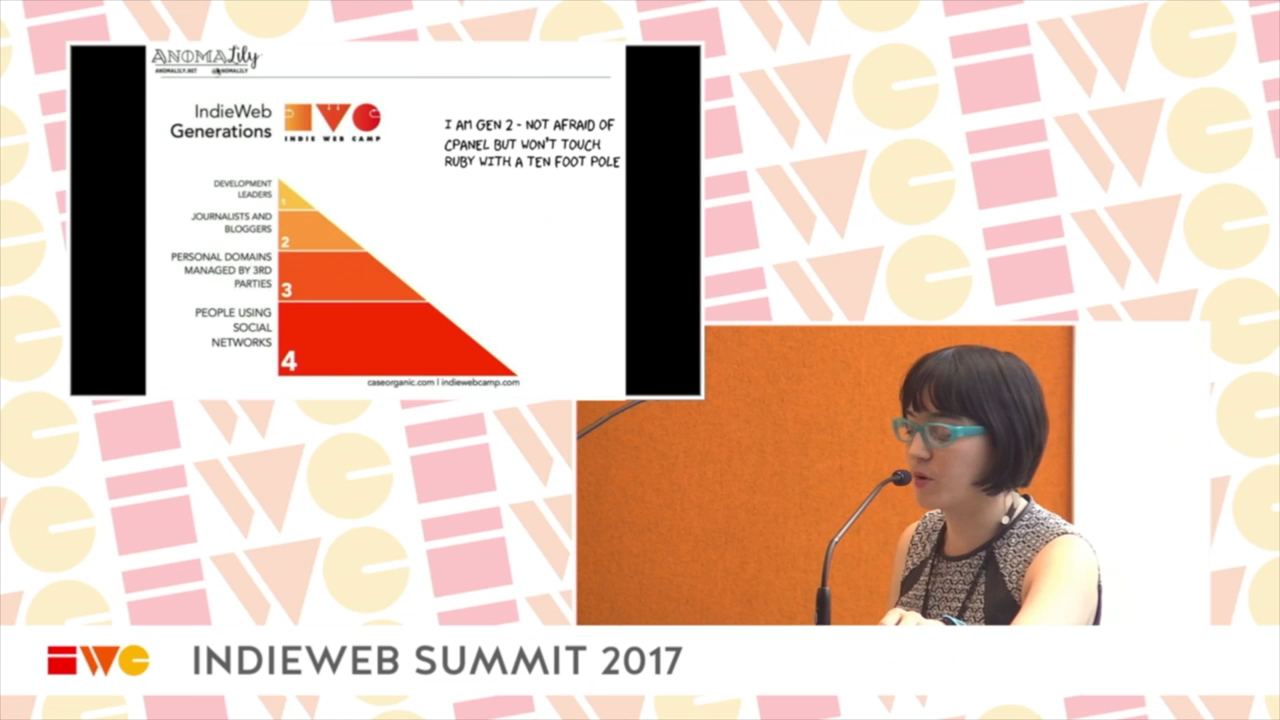 ANOMALILY
ANOMALILY.NET @ANOMALILY
IndieWeb
Generations
INDIE WEB CAMP
I AM GEN 2 - NOT AFRAID OF
CPANEL BUT WON'T TOUCH
RUBY WITH A TEN FOOT POLE
DEVELOPMENT
LEADERS
1
JOURNALISTS AND
BLOGGERS
2
PERSONAL DOMAINS
MANAGED BY 3RD
PARTIES
3
PEOPLE USING
SOCIAL
NETWORKS
4
caseorganic.com | indiewebcamp.com
IWC INDIEWEB SUMMIT 2017